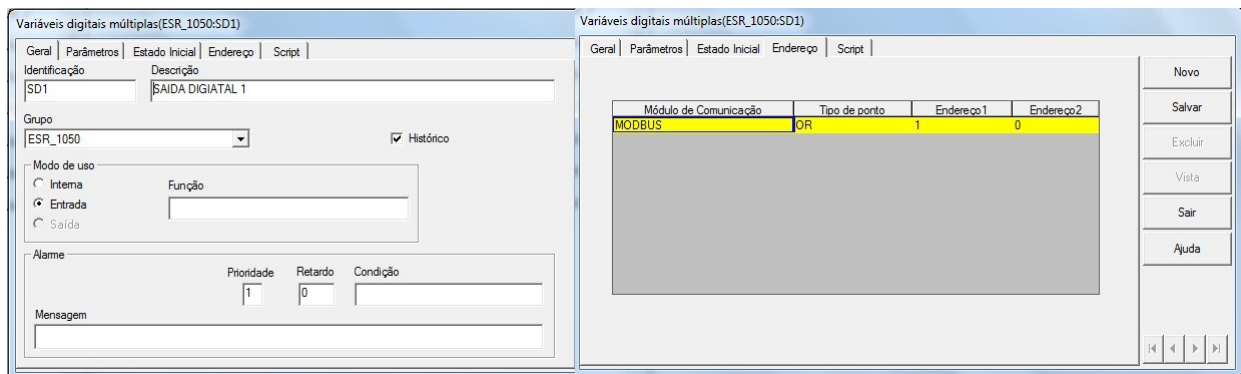 Variáveis digitais múltiplas(ESR_1050:SD1)
Geral Parâmetros Estado Inicial Endereço Script
Identificação Descrição
SD1 SAIDA DIGIATAL 1
Grupo
ESR_1050 Histórico
Modo de uso
Interna Função
Entrada
Saída
Alarme
Prioridade Retardo Condição
1 0
Mensagem
Variáveis digitais múltiplas(ESR_1050:SD1)
Geral Parâmetros Estado Inicial Endereço Script
Módulo de Comunicação Tipo de ponto Endereço1 Endereço2
MODBUS OR 1 0
Novo
Salvar
Excluir
Vista
Sair
Ajuda